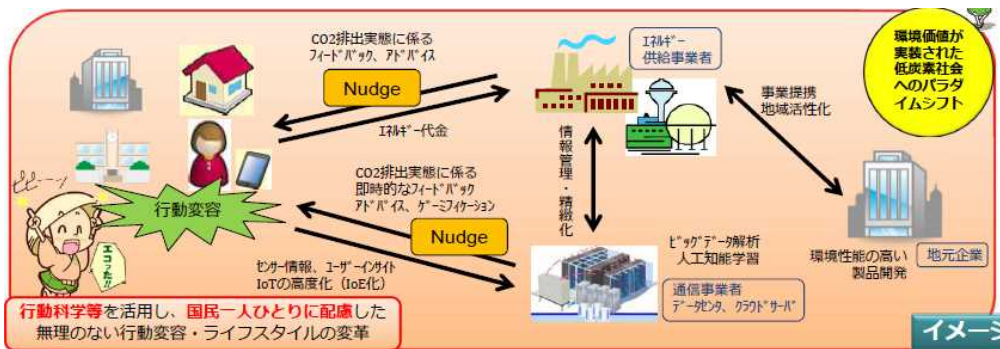 CO2排出実態に係る
フィードバック、アドバイス
Nudge
エネルギー代金
エネルギー
供給事業者
環境価値が
実装された
低炭素社会
へのパラダ
イムシフト
事業提携
地域活性化
情報管理・精緻化
CO2排出実態に係る
即時的なフィードバック
アドバイス、ゲーミフィケーション
Nudge
行動変容
ピピーッ
エコった!!
センサー情報、ユーザーインサイト
IoTの高度化（IoE化）
ビッグデータ解析
人工知能学習
通信事業者
データセンタ、クラウドサーバ
環境性能の高い
製品開発
地元企業
行動科学等を活用し、国民一人ひとりに配慮した
無理のない行動変容・ライフスタイルの変革
イメージ